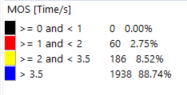 MOS [Time/s]
>= 0 and < 1 0 0.00%
>= 1 and < 2 60 2.75%
>= 2 and < 3.5 186 8.52%
> 3.5 1938 88.74%